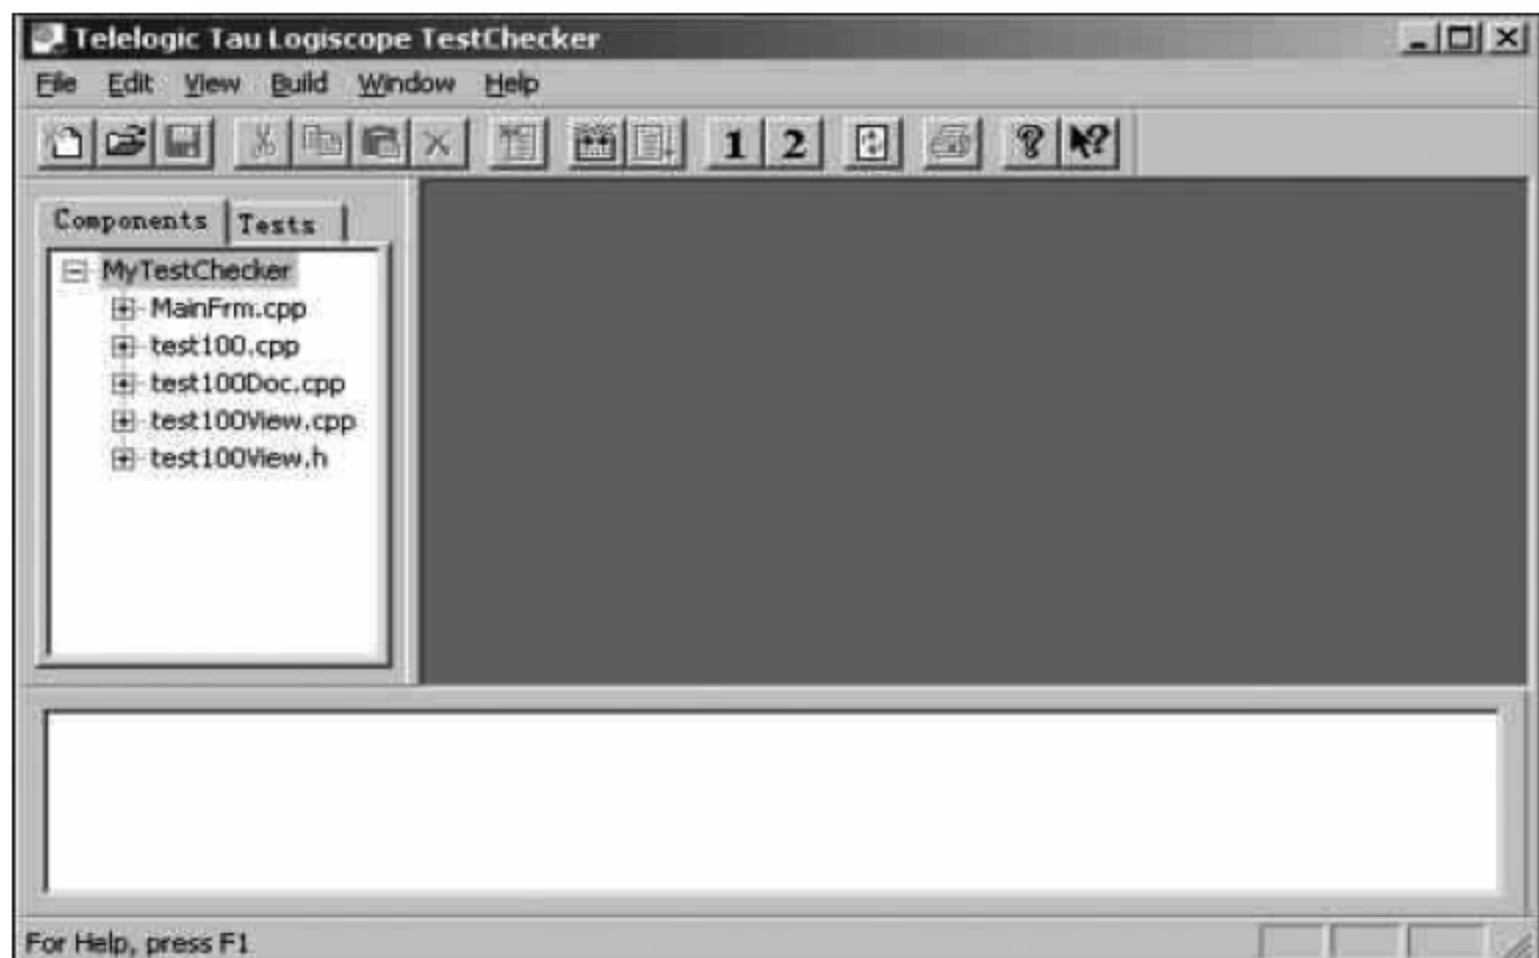 Telelogic Tau Logiscope TestChecker
File Edit View Build Window Help
1 2 ? ?
Components Tests
MyTestChecker
MainFrm.cpp
test100.cpp
test100Doc.cpp
test100View.cpp
test100View.h
For Help, press F1